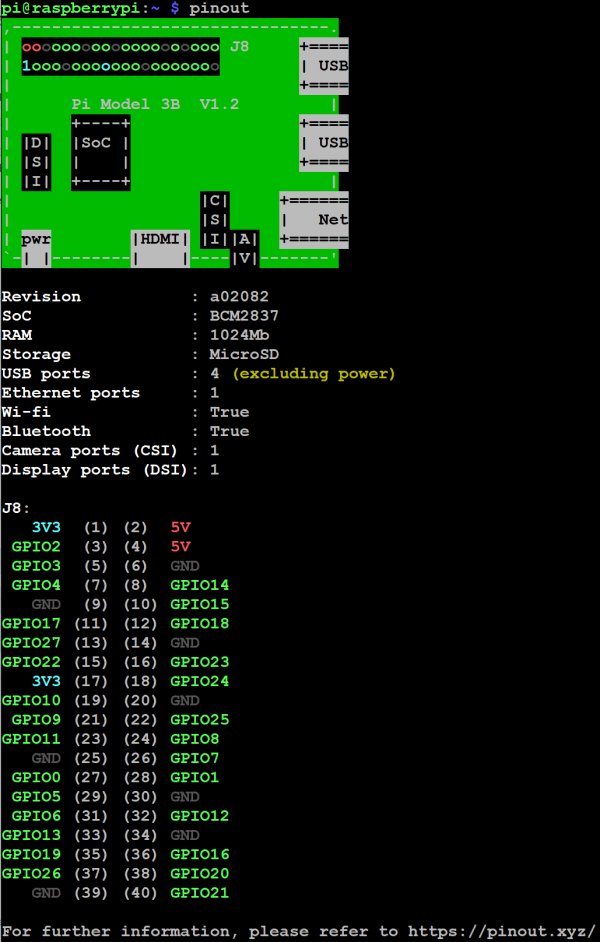 pi@raspberrypi:~ $ pinout
,--------------------------------.
| oooooooooooooooooooo J8     +====
| 1ooooooooooooooooooo        | USB
|                             +====
|      Pi Model 3B  V1.2         |
|      +----+                 +====
| |D|  |SoC |                 | USB
| |S|  |    |                 +====
| |I|  +----+                    |
|                   |C|     +======
|                   |S|     |   Net
| pwr        |HDMI| |I||A|  +======
`-| |--------|    |----|V|-------'
Revision           : a02082
SoC                : BCM2837
RAM                : 1024Mb
Storage            : MicroSD
USB ports          : 4 (excluding power)
Ethernet ports     : 1
Wi-fi              : True
Bluetooth          : True
Camera ports (CSI) : 1
Display ports (DSI): 1
J8:
   3V3  (1) (2)  5V
 GPIO2  (3) (4)  5V
 GPIO3  (5) (6)  GND
 GPIO4  (7) (8)  GPIO14
   GND  (9) (10) GPIO15
GPIO17 (11) (12) GPIO18
GPIO27 (13) (14) GND
GPIO22 (15) (16) GPIO23
   3V3 (17) (18) GPIO24
GPIO10 (19) (20) GND
 GPIO9 (21) (22) GPIO25
GPIO11 (23) (24) GPIO8
   GND (25) (26) GPIO7
 GPIO0 (27) (28) GPIO1
 GPIO5 (29) (30) GND
 GPIO6 (31) (32) GPIO12
GPIO13 (33) (34) GND
GPIO19 (35) (36) GPIO16
GPIO26 (37) (38) GPIO20
   GND (39) (40) GPIO21
For further information, please refer to https://pinout.xyz/